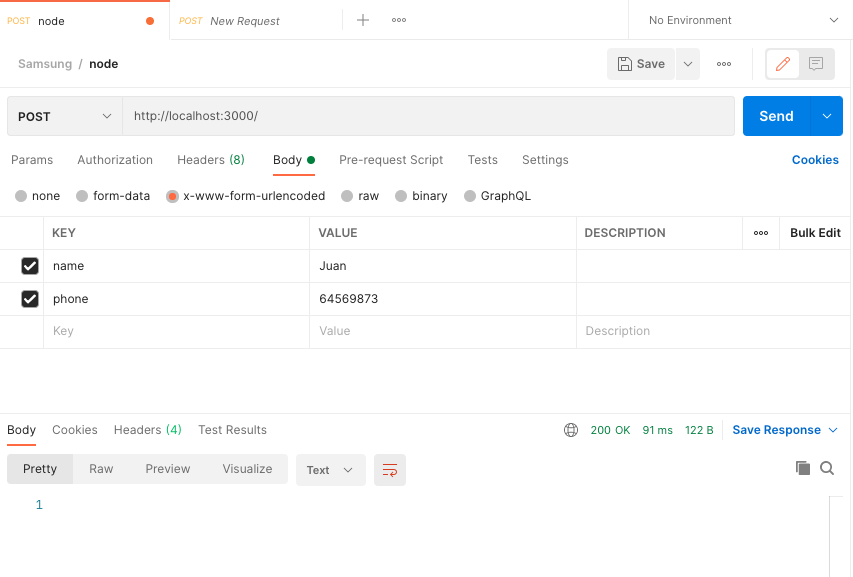 POST node
POST New Request
No Environment
Samsung / node
Save
POST
http://localhost:3000/
Send
Params Authorization Headers (8) Body Pre-request Script Tests Settings Cookies
none form-data x-www-form-urlencoded raw binary GraphQL
KEY VALUE DESCRIPTION Bulk Edit
name Juan
phone 64569873
Key Value Description
Body Cookies Headers (4) Test Results 200 OK 91 ms 122 B Save Response
Pretty Raw Preview Visualize Text
1